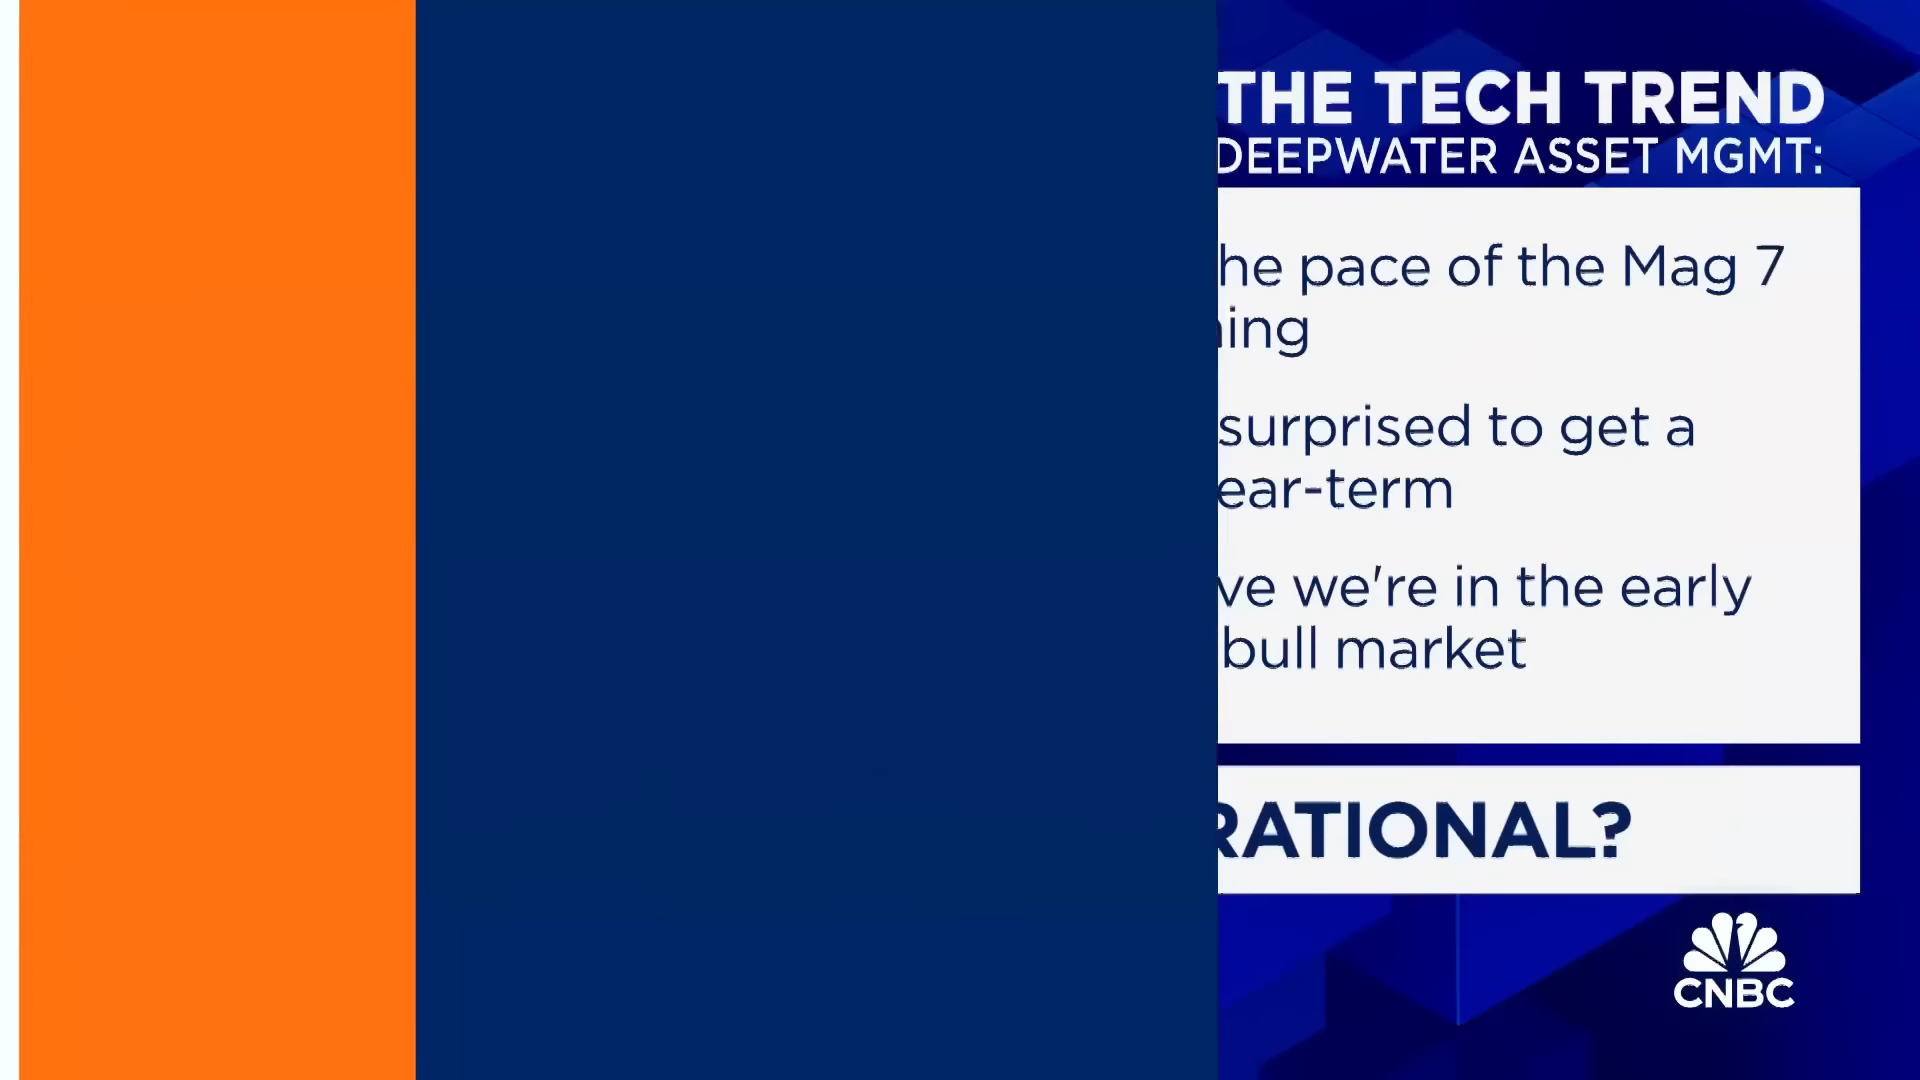 THE TECH TREND
DEEPWATER ASSET MGMT:
he pace of the Mag 7
ing
surprised to get a
ear-term
ve we're in the early
bull market
RATIONAL?
CNBC